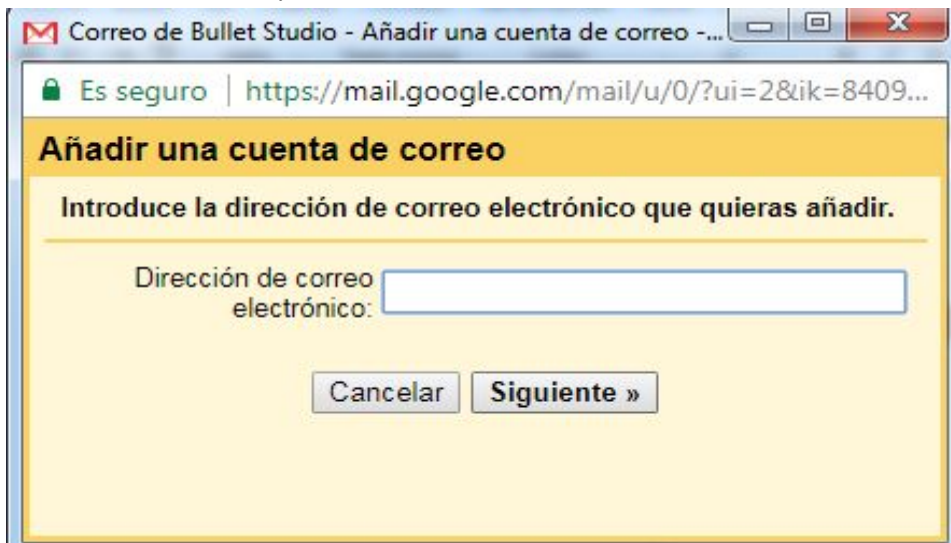 Correo de Bullet Studio - Añadir una cuenta de correo -...
Es seguro | https://mail.google.com/mail/u/0/?ui=2&ik=8409...
Añadir una cuenta de correo
Introduce la dirección de correo electrónico que quieras añadir.
Dirección de correo
electrónico:
Cancelar Siguiente »